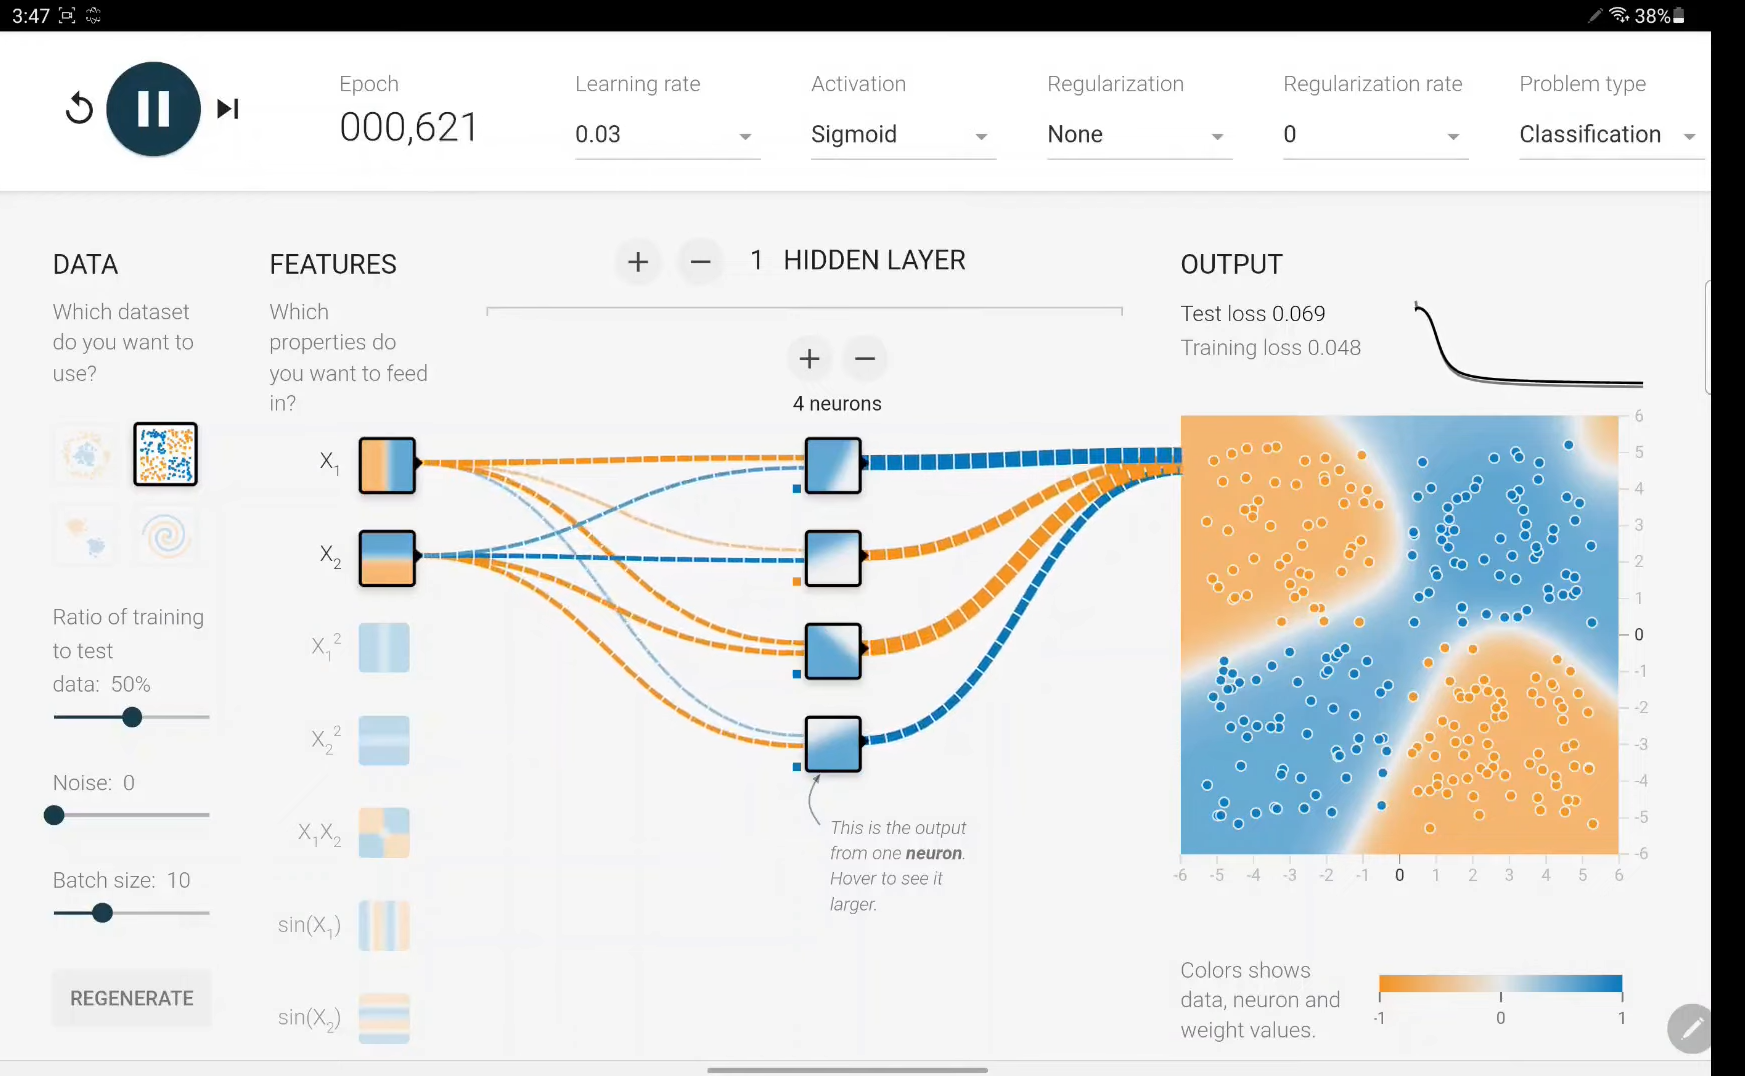 3:47
38%
Epoch
000,621
Learning rate
0.03
Activation
Sigmoid
Regularization
None
Regularization rate
0
Problem type
Classification
DATA
Which dataset
do you want to
use?
Ratio of training
to test
data: 50%
Noise: 0
Batch size: 10
REGENERATE
FEATURES
Which
properties do
you want to feed
in?
X₁
X₂
X₁²
X₂²
X₁X₂
sin(X₁)
sin(X₂)
+ − 1 HIDDEN LAYER
+ −
4 neurons
This is the output
from one neuron.
Hover to see it
larger.
OUTPUT
Test loss 0.069
Training loss 0.048
6
5
4
3
2
1
0
-1
-2
-3
-4
-5
-6
-6 -5 -4 -3 -2 -1 0 1 2 3 4 5 6
Colors shows
data, neuron and
weight values.
-1 0 1